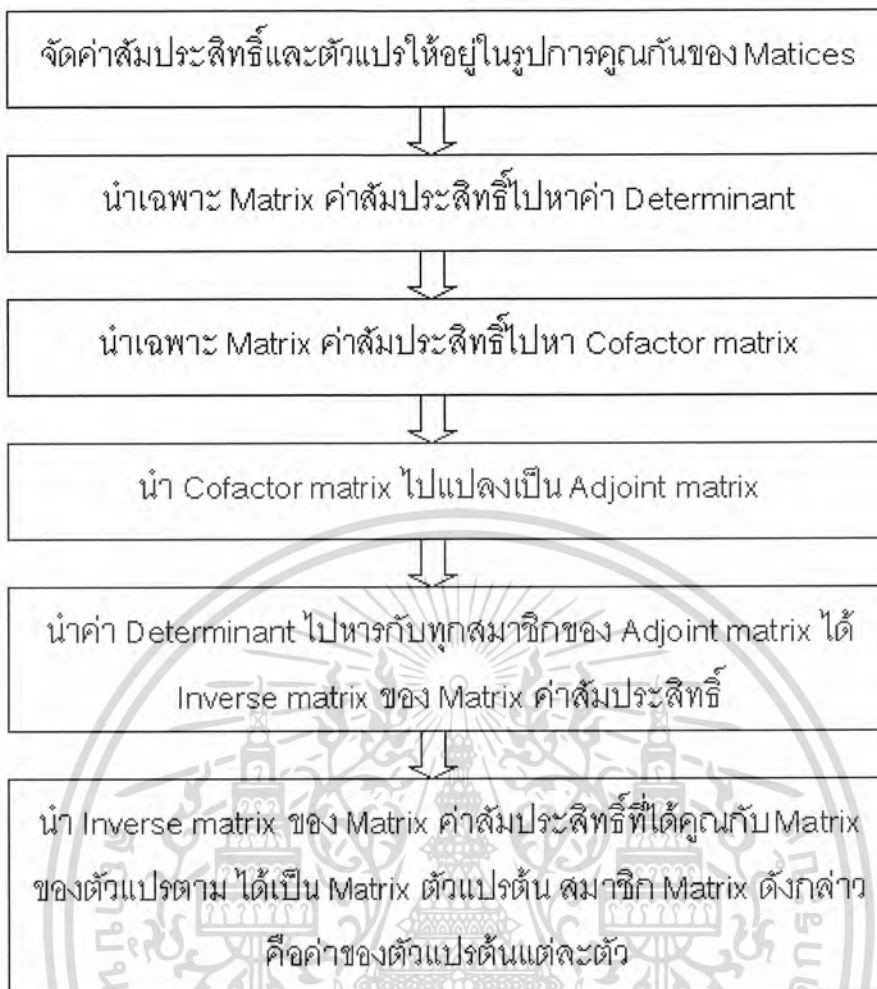 จัดค่าสัมประสิทธิ์และตัวแปรให้อยู่ในรูปการคูณกันของ Matices
นำเฉพาะ Matrix ค่าสัมประสิทธิ์ไปหาค่า Determinant
นำเฉพาะ Matrix ค่าสัมประสิทธิ์ไปหา Cofactor matrix
นำ Cofactor matrix ไปแปลงเป็น Adjoint matrix
นำค่า Determinant ไปหารกับทุกสมาชิกของ Adjoint matrix ได้
Inverse matrix ของ Matrix ค่าสัมประสิทธิ์
นำ Inverse matrix ของ Matrix ค่าสัมประสิทธิ์ที่ได้คูณกับ Matrix
ของตัวแปรตาม ได้เป็น Matrix ตัวแปรต้น สมาชิก Matrix ดังกล่าว
คือค่าของตัวแปรต้นแต่ละตัว